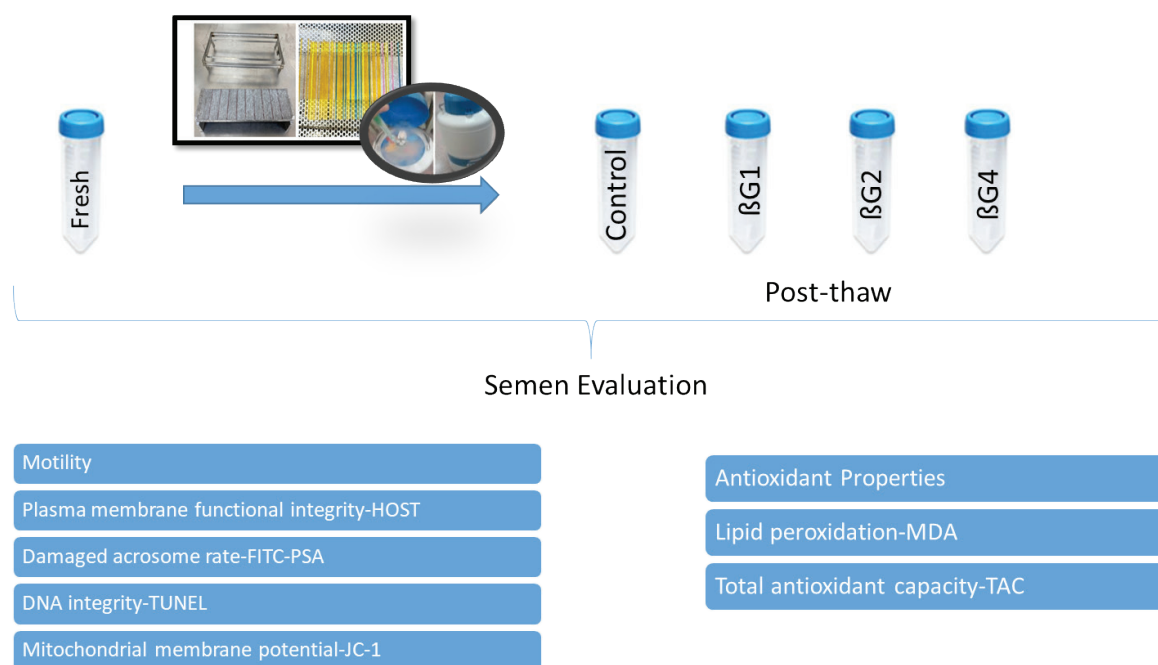 Fresh
Control
ßG1
ßG2
ßG4
Post-thaw
Semen Evaluation
Motility
Plasma membrane functional integrity-HOST
Damaged acrosome rate-FITC-PSA
DNA integrity-TUNEL
Mitochondrial membrane potential-JC-1
Antioxidant Properties
Lipid peroxidation-MDA
Total antioxidant capacity-TAC